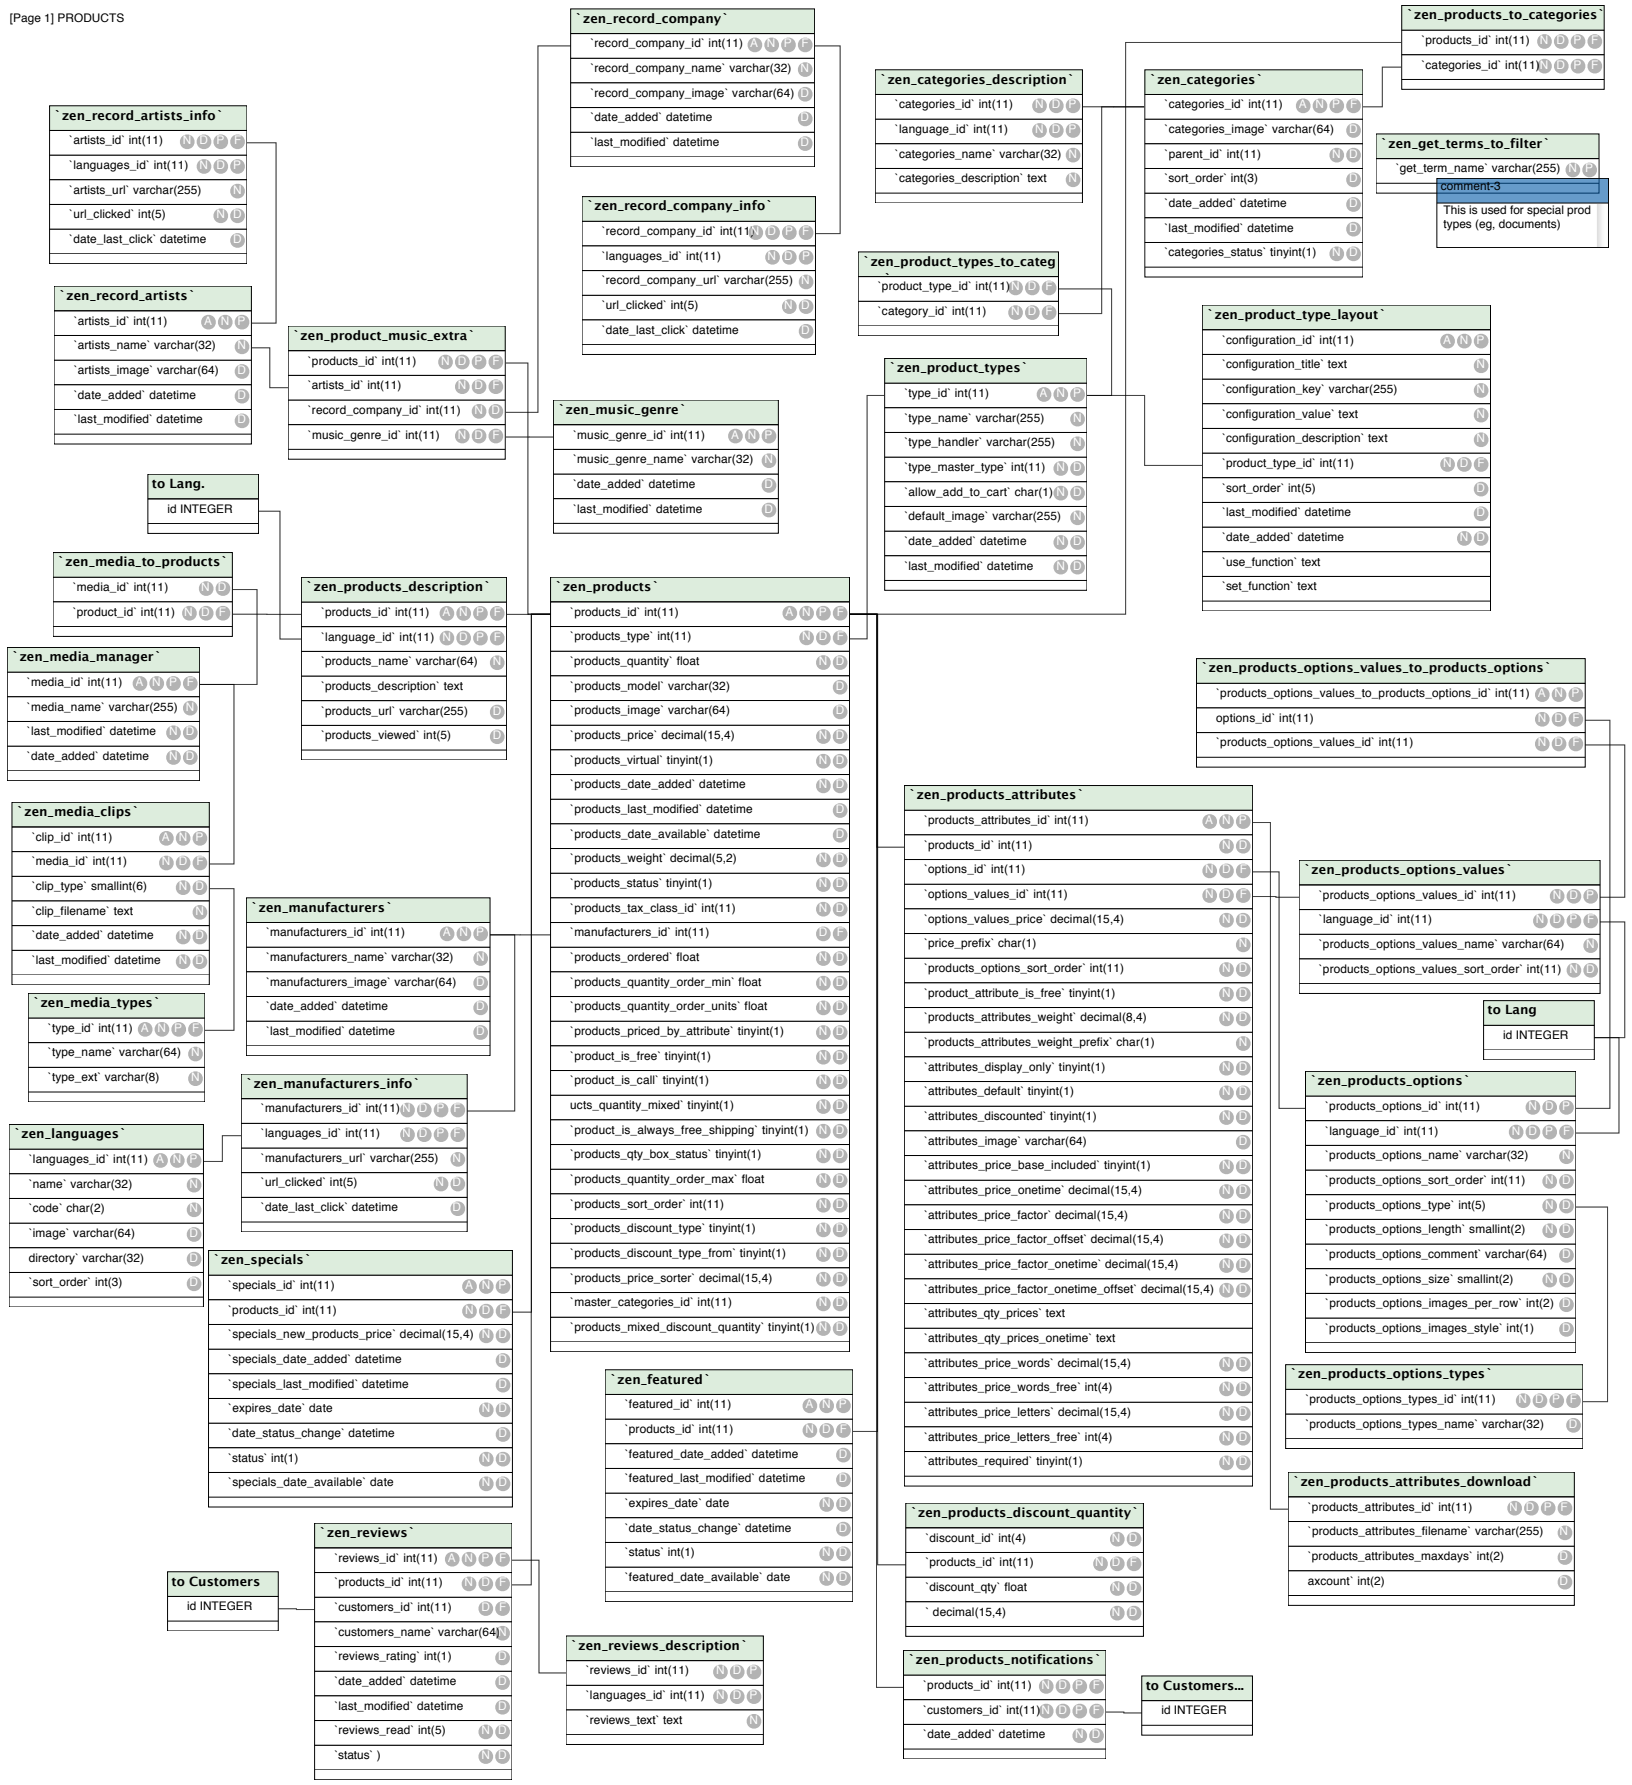 [Page 1] PRODUCTS
`zen_record_company`
`record_company_id` int(11) A N P F
`record_company_name` varchar(32) N
`record_company_image` varchar(64) D
`date_added` datetime D
`last_modified` datetime D
`zen_products_to_categories`
`products_id` int(11) N D P F
`categories_id` int(11) N D P F
`zen_categories_description`
`categories_id` int(11) N D P
`language_id` int(11) N D P
`categories_name` varchar(32) N
`categories_description` text N
`zen_categories`
`categories_id` int(11) A N P F
`categories_image` varchar(64) D
`parent_id` int(11) N D
`sort_order` int(3) D
`date_added` datetime D
`last_modified` datetime D
`categories_status` tinyint(1) N D
`zen_get_terms_to_filter`
`get_term_name` varchar(255) N P
comment-3
This is used for special prod
types (eg, documents)
`zen_record_artists_info`
`artists_id` int(11) N D P F
`languages_id` int(11) N D P
`artists_url` varchar(255) N
`url_clicked` int(5) N D
`date_last_click` datetime D
`zen_record_company_info`
`record_company_id` int(11) N D P F
`languages_id` int(11) N D P
`record_company_url` varchar(255) N
`url_clicked` int(5) N D
`date_last_click` datetime D
`zen_product_types_to_categ
`product_type_id` int(11) N D F
`category_id` int(11) N D F
`zen_record_artists`
`artists_id` int(11) A N P
`artists_name` varchar(32) N
`artists_image` varchar(64) D
`date_added` datetime D
`last_modified` datetime D
`zen_product_music_extra`
`products_id` int(11) N D P F
`artists_id` int(11) N D F
`record_company_id` int(11) N D
`music_genre_id` int(11) N D F
`zen_music_genre`
`music_genre_id` int(11) A N P
`music_genre_name` varchar(32) N
`date_added` datetime D
`last_modified` datetime D
`zen_product_types`
`type_id` int(11) A N P
`type_name` varchar(255) N
`type_handler` varchar(255) N
`type_master_type` int(11) N D
`allow_add_to_cart` char(1) N D
`default_image` varchar(255) N
`date_added` datetime N D
`last_modified` datetime N D
`zen_product_type_layout`
`configuration_id` int(11) A N P
`configuration_title` text N
`configuration_key` varchar(255) N
`configuration_value` text N
`configuration_description` text N
`product_type_id` int(11) N D F
`sort_order` int(5) D
`last_modified` datetime D
`date_added` datetime N D
`use_function` text
`set_function` text
to Lang.
id INTEGER
`zen_media_to_products`
`media_id` int(11) N D
`product_id` int(11) N D F
`zen_media_manager`
`media_id` int(11) A N P F
`media_name` varchar(255) N
`last_modified` datetime N D
`date_added` datetime N D
`zen_products_description`
`products_id` int(11) A N P F
`language_id` int(11) N D P F
`products_name` varchar(64) N
`products_description` text
`products_url` varchar(255) D
`products_viewed` int(5) D
`zen_products`
`products_id` int(11) A N P F
`products_type` int(11) N D F
`products_quantity` float N D
`products_model` varchar(32) D
`products_image` varchar(64) D
`products_price` decimal(15,4) N D
`products_virtual` tinyint(1) N D
`products_date_added` datetime N D
`products_last_modified` datetime D
`products_date_available` datetime D
`products_weight` decimal(5,2) N D
`products_status` tinyint(1) N D
`products_tax_class_id` int(11) N D
`manufacturers_id` int(11) D F
`products_ordered` float N D
`products_quantity_order_min` float N D
`products_quantity_order_units` float N D
`products_priced_by_attribute` tinyint(1) N D
`product_is_free` tinyint(1) N D
`product_is_call` tinyint(1) N D
ucts_quantity_mixed` tinyint(1) N D
`product_is_always_free_shipping` tinyint(1) N D
`products_qty_box_status` tinyint(1) N D
`products_quantity_order_max` float N D
`products_sort_order` int(11) N D
`products_discount_type` tinyint(1) N D
`products_discount_type_from` tinyint(1) N D
`products_price_sorter` decimal(15,4) N D
`master_categories_id` int(11) N D
`products_mixed_discount_quantity` tinyint(1) N D
`zen_products_options_values_to_products_options`
`products_options_values_to_products_options_id` int(11) A N P
options_id` int(11) N D F
`products_options_values_id` int(11) N D F
`zen_media_clips`
`clip_id` int(11) A N P
`media_id` int(11) N D F
`clip_type` smallint(6) N D
`clip_filename` text N
`date_added` datetime N D
`last_modified` datetime N D
`zen_media_types`
`type_id` int(11) A N P F
`type_name` varchar(64) N
`type_ext` varchar(8) N
`zen_manufacturers`
`manufacturers_id` int(11) A N P
`manufacturers_name` varchar(32) N
`manufacturers_image` varchar(64) D
`date_added` datetime D
`last_modified` datetime D
`zen_manufacturers_info`
`manufacturers_id` int(11) N D P F
`languages_id` int(11) N D P F
`manufacturers_url` varchar(255) N
`url_clicked` int(5) N D
`date_last_click` datetime D
`zen_languages`
`languages_id` int(11) A N P
`name` varchar(32) N
`code` char(2) N
`image` varchar(64) D
directory` varchar(32) D
`sort_order` int(3) D
`zen_specials`
`specials_id` int(11) A N P
`products_id` int(11) N D F
`specials_new_products_price` decimal(15,4) N D
`specials_date_added` datetime D
`specials_last_modified` datetime D
`expires_date` date N D
`date_status_change` datetime D
`status` int(1) N D
`specials_date_available` date N D
`zen_products_attributes`
`products_attributes_id` int(11) A N P
`products_id` int(11) N D
`options_id` int(11) N D F
`options_values_id` int(11) N D F
`options_values_price` decimal(15,4) N D
`price_prefix` char(1) N
`products_options_sort_order` int(11) N D
`product_attribute_is_free` tinyint(1) N D
`products_attributes_weight` decimal(8,4) N D
`products_attributes_weight_prefix` char(1) N
`attributes_display_only` tinyint(1) N D
`attributes_default` tinyint(1) N D
`attributes_discounted` tinyint(1) N D
`attributes_image` varchar(64) D
`attributes_price_base_included` tinyint(1) N D
`attributes_price_onetime` decimal(15,4) N D
`attributes_price_factor` decimal(15,4) N D
`attributes_price_factor_offset` decimal(15,4) N D
`attributes_price_factor_onetime` decimal(15,4) N D
`attributes_price_factor_onetime_offset` decimal(15,4) N D
`attributes_qty_prices` text
`attributes_qty_prices_onetime` text
`attributes_price_words` decimal(15,4) N D
`attributes_price_words_free` int(4) N D
`attributes_price_letters` decimal(15,4) N D
`attributes_price_letters_free` int(4) N D
`attributes_required` tinyint(1) N D
`zen_products_options_values`
`products_options_values_id` int(11) N D P
`language_id` int(11) N D P F
`products_options_values_name` varchar(64) N
`products_options_values_sort_order` int(11) N D
to Lang
id INTEGER
`zen_products_options`
`products_options_id` int(11) N D P
`language_id` int(11) N D P F
`products_options_name` varchar(32) N
`products_options_sort_order` int(11) N D
`products_options_type` int(5) N D
`products_options_length` smallint(2) N D
`products_options_comment` varchar(64) D
`products_options_size` smallint(2) N D
`products_options_images_per_row` int(2) D
`products_options_images_style` int(1) D
`zen_products_options_types`
`products_options_types_id` int(11) N D P F
`products_options_types_name` varchar(32) D
`zen_products_attributes_download`
`products_attributes_id` int(11) N D P F
`products_attributes_filename` varchar(255) N
`products_attributes_maxdays` int(2) D
axcount` int(2) D
`zen_featured`
`featured_id` int(11) A N P
`products_id` int(11) N D F
`featured_date_added` datetime D
`featured_last_modified` datetime D
`expires_date` date N D
`date_status_change` datetime D
`status` int(1) N D
`featured_date_available` date N D
`zen_products_discount_quantity`
`discount_id` int(4) N D
`products_id` int(11) N D F
`discount_qty` float N D
` decimal(15,4) N D
`zen_reviews`
`reviews_id` int(11) A N P F
`products_id` int(11) N D F
`customers_id` int(11) D F
`customers_name` varchar(64) N
`reviews_rating` int(1) D
`date_added` datetime D
`last_modified` datetime D
`reviews_read` int(5) N D
`status` ) N D
to Customers
id INTEGER
`zen_reviews_description`
`reviews_id` int(11) N D P
`languages_id` int(11) N D P
`reviews_text` text N
`zen_products_notifications`
`products_id` int(11) N D P F
`customers_id` int(11) N D P F
`date_added` datetime N D
to Customers...
id INTEGER